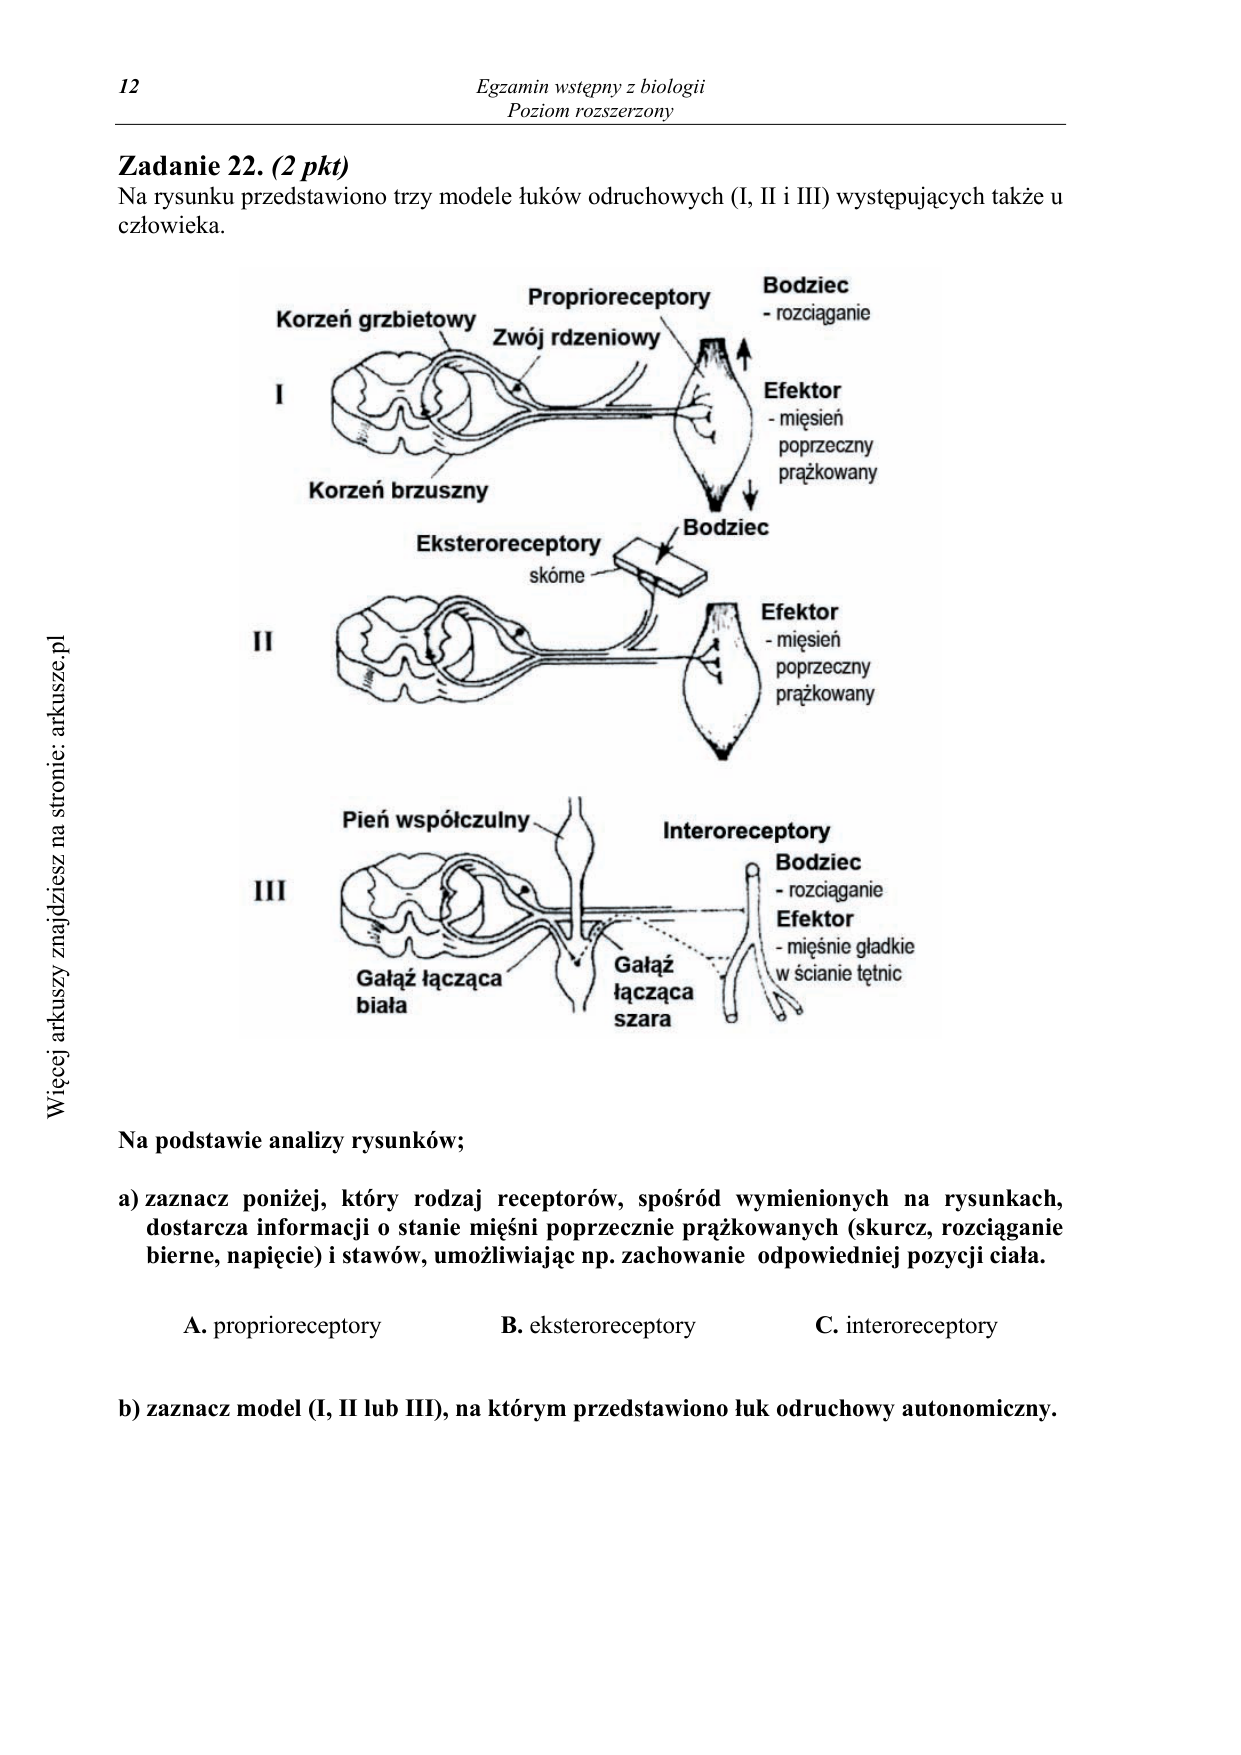 12
Egzamin wstępny z biologii
Poziom rozszerzony
Zadanie 22. (2 pkt)
Na rysunku przedstawiono trzy modele łuków odruchowych (I, II i III) występujących także u
człowieka.
Bodziec
- rozciąganie
Proprioreceptory
Korzeń grzbietowy
Zwój rdzeniowy
I
Efektor
- mięsień
poprzeczny
prążkowany
Korzeń brzuszny
Bodziec
Eksteroreceptory
skórne
II
Efektor
- mięsień
poprzeczny
prążkowany
Pień współczulny
Interoreceptory
Bodziec
- rozciąganie
III
Efektor
- mięśnie gładkie
w ścianie tętnic
Gałąź łącząca
biała
Gałąź
łącząca
szara
Na podstawie analizy rysunków;
a) zaznacz poniżej, który rodzaj receptorów, spośród wymienionych na rysunkach,
dostarcza informacji o stanie mięśni poprzecznie prążkowanych (skurcz, rozciąganie
bierne, napięcie) i stawów, umożliwiając np. zachowanie odpowiedniej pozycji ciała.
A. proprioreceptory B. eksteroreceptory C. interoreceptory
b) zaznacz model (I, II lub III), na którym przedstawiono łuk odruchowy autonomiczny.
Więcej arkuszy znajdziesz na stronie: arkusze.pl